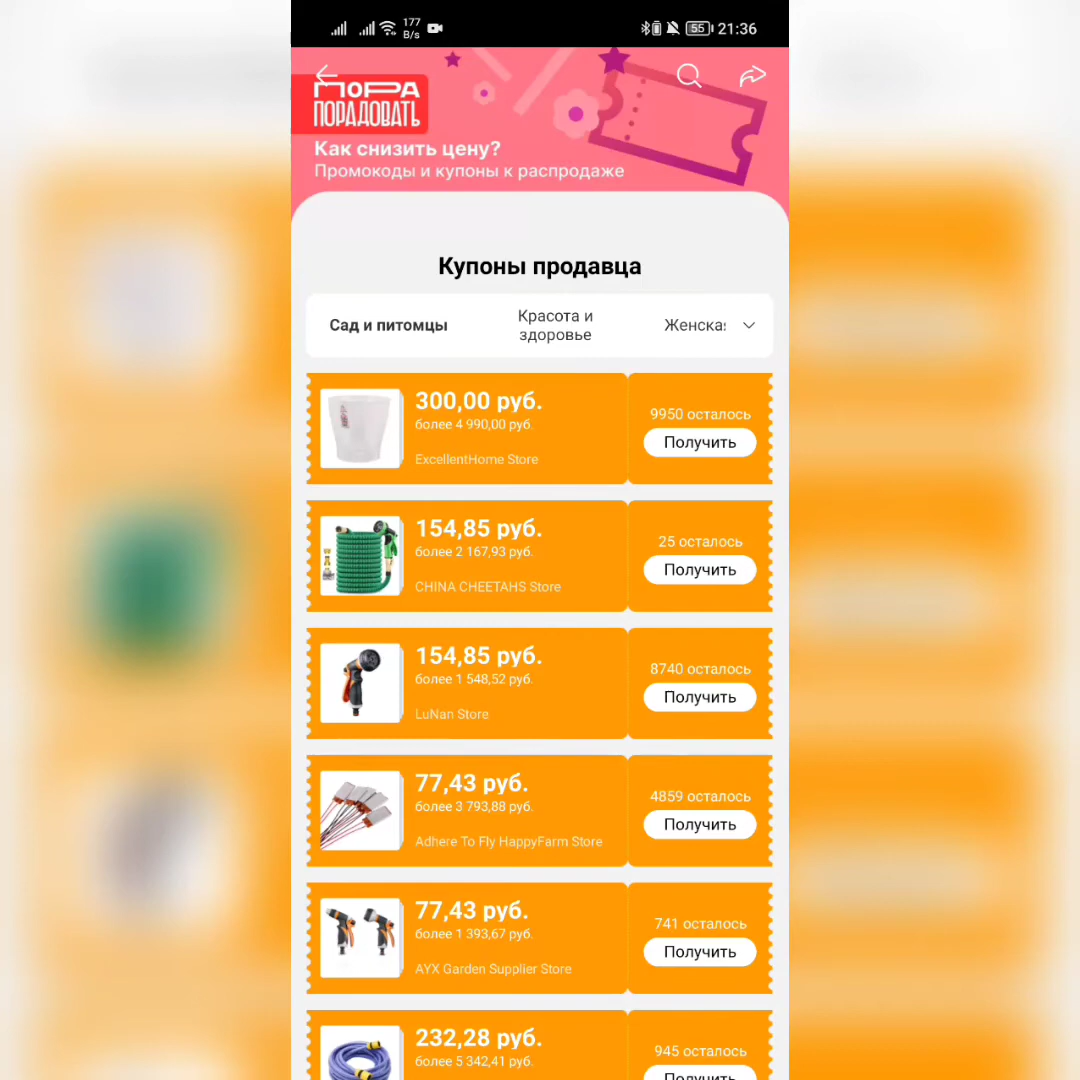 177
B/s
55
21:36
ПОРА
ПОРАДОВАТЬ
Как снизить цену?
Промокоды и купоны к распродаже
Купоны продавца
Сад и питомцы
Красота и
здоровье
Женска
300,00 руб.
более 4 990,00 руб.
ExcellentHome Store
9950 осталось
Получить
154,85 руб.
более 2 167,93 руб.
CHINA CHEETAHS Store
25 осталось
Получить
154,85 руб.
более 1 548,52 руб.
LuNan Store
8740 осталось
Получить
77,43 руб.
более 3 793,88 руб.
Adhere To Fly HappyFarm Store
4859 осталось
Получить
77,43 руб.
более 1 393,67 руб.
AYX Garden Supplier Store
741 осталось
Получить
232,28 руб.
более 5 342,41 руб.
945 осталось
Получить